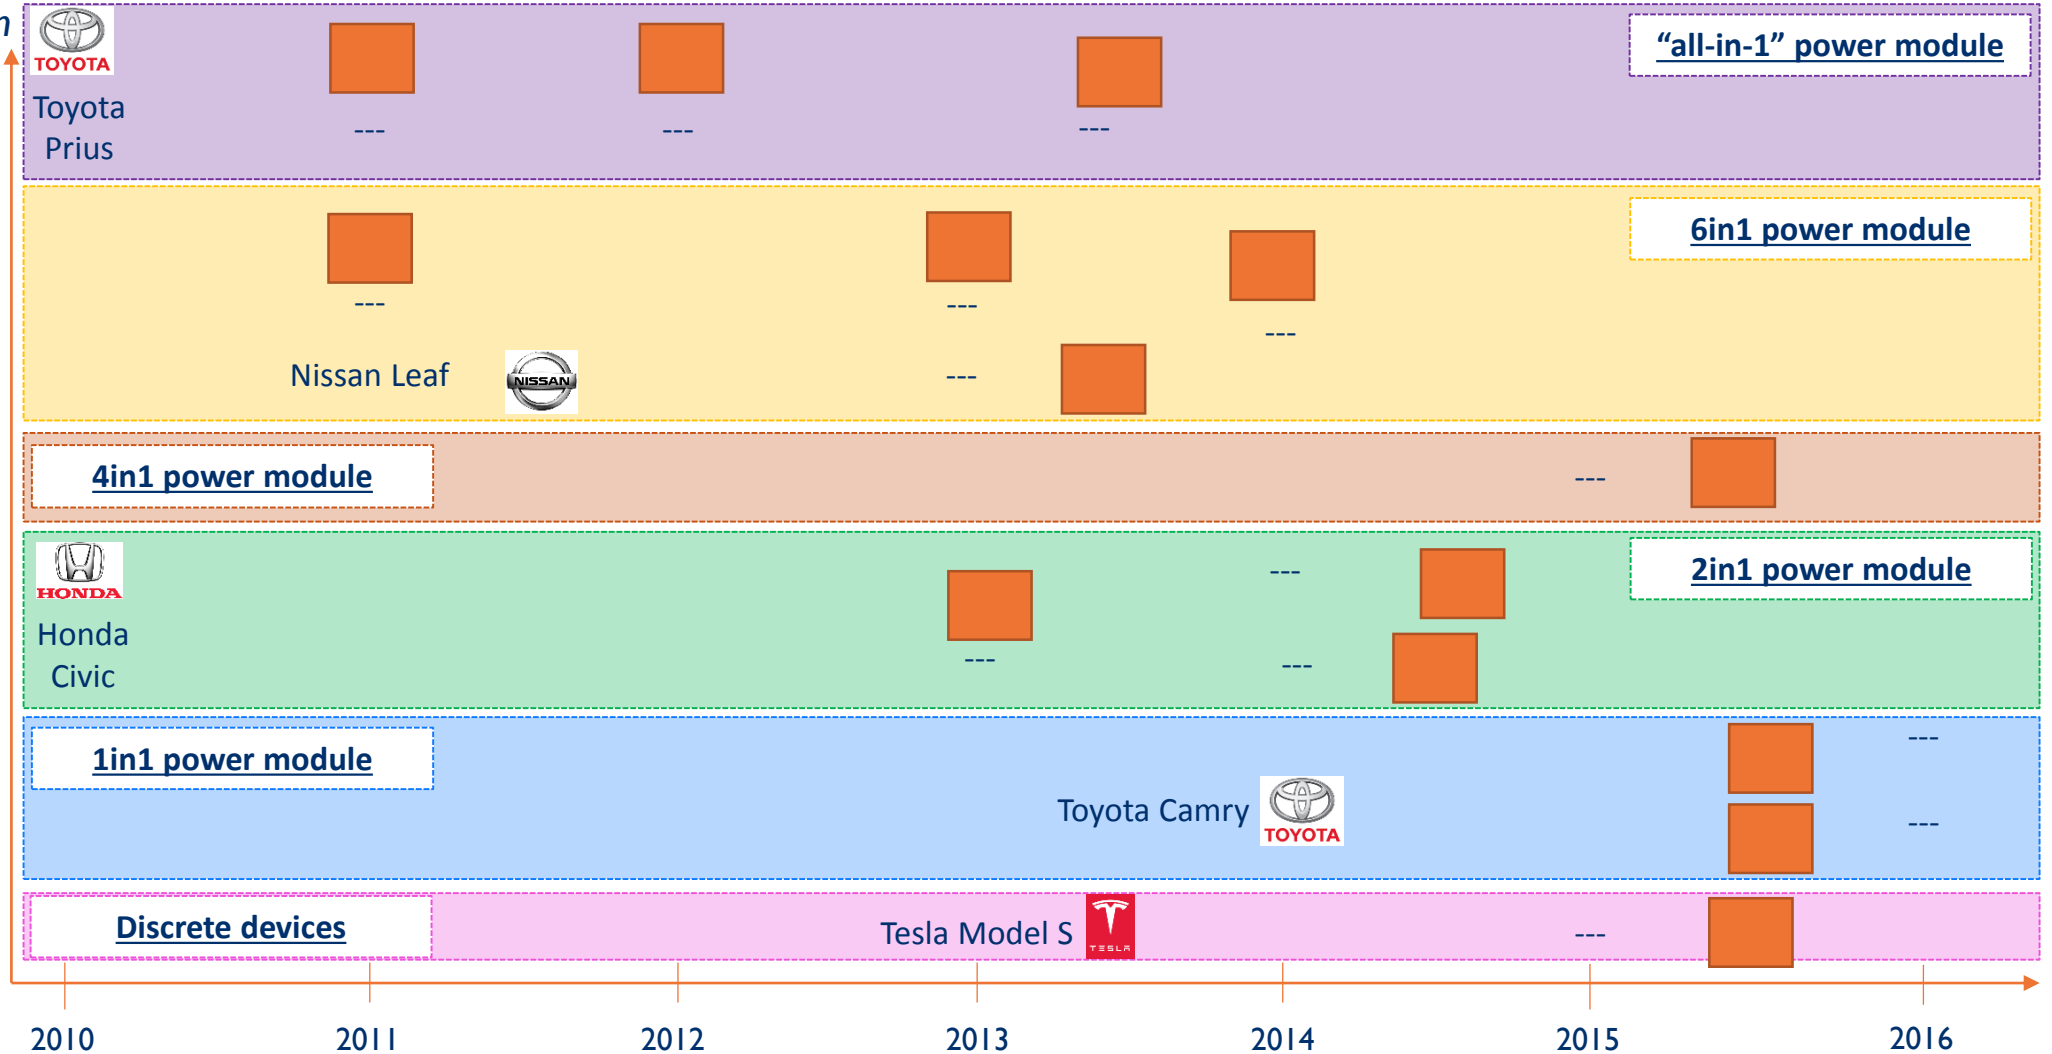 n
TOYOTA
“all-in-1” power module
Toyota
Prius
---
---
---
6in1 power module
---
---
---
Nissan Leaf
NISSAN
---
4in1 power module
---
HONDA
2in1 power module
---
Honda
Civic
---
---
1in1 power module
---
Toyota Camry
TOYOTA
---
Discrete devices
Tesla Model S
TESLA
---
2010
2011
2012
2013
2014
2015
2016